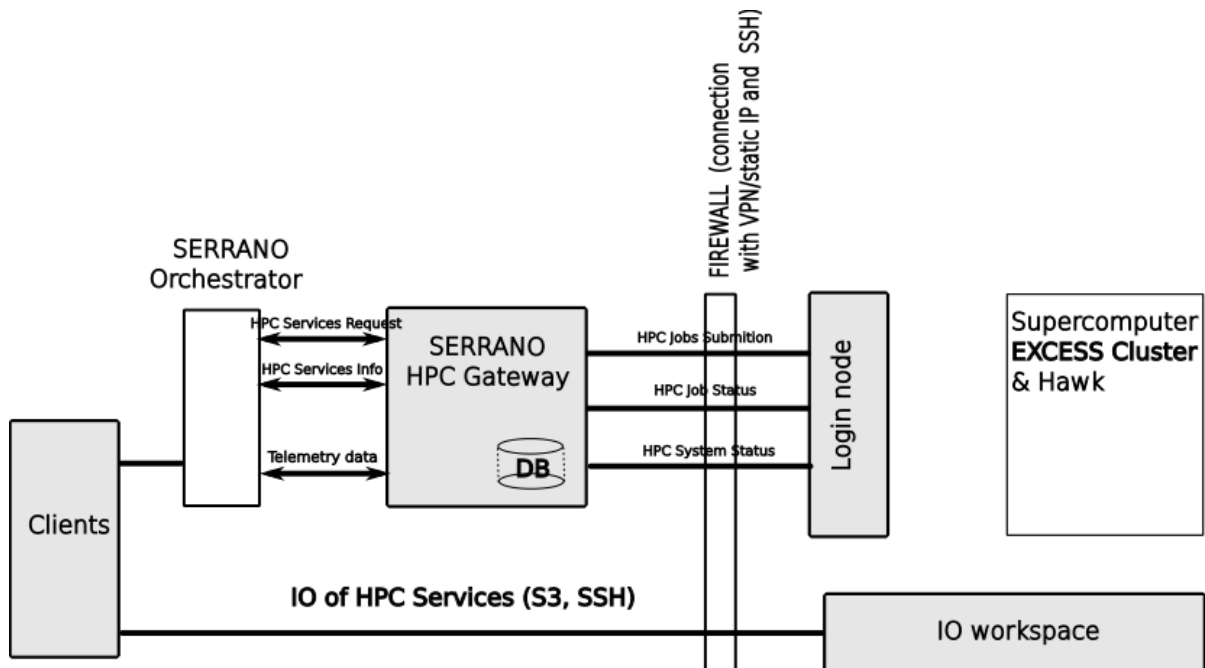 FIREWALL (connection
with VPN/static IP and SSH)
SERRANO
Orchestrator
HPC Services Request
HPC Services Info
Telemetry data
SERRANO
HPC Gateway
DB
HPC Jobs Submition
HPC Job Status
HPC System Status
Login node
Supercomputer
EXCESS Cluster
& Hawk
Clients
IO of HPC Services (S3, SSH)
IO workspace